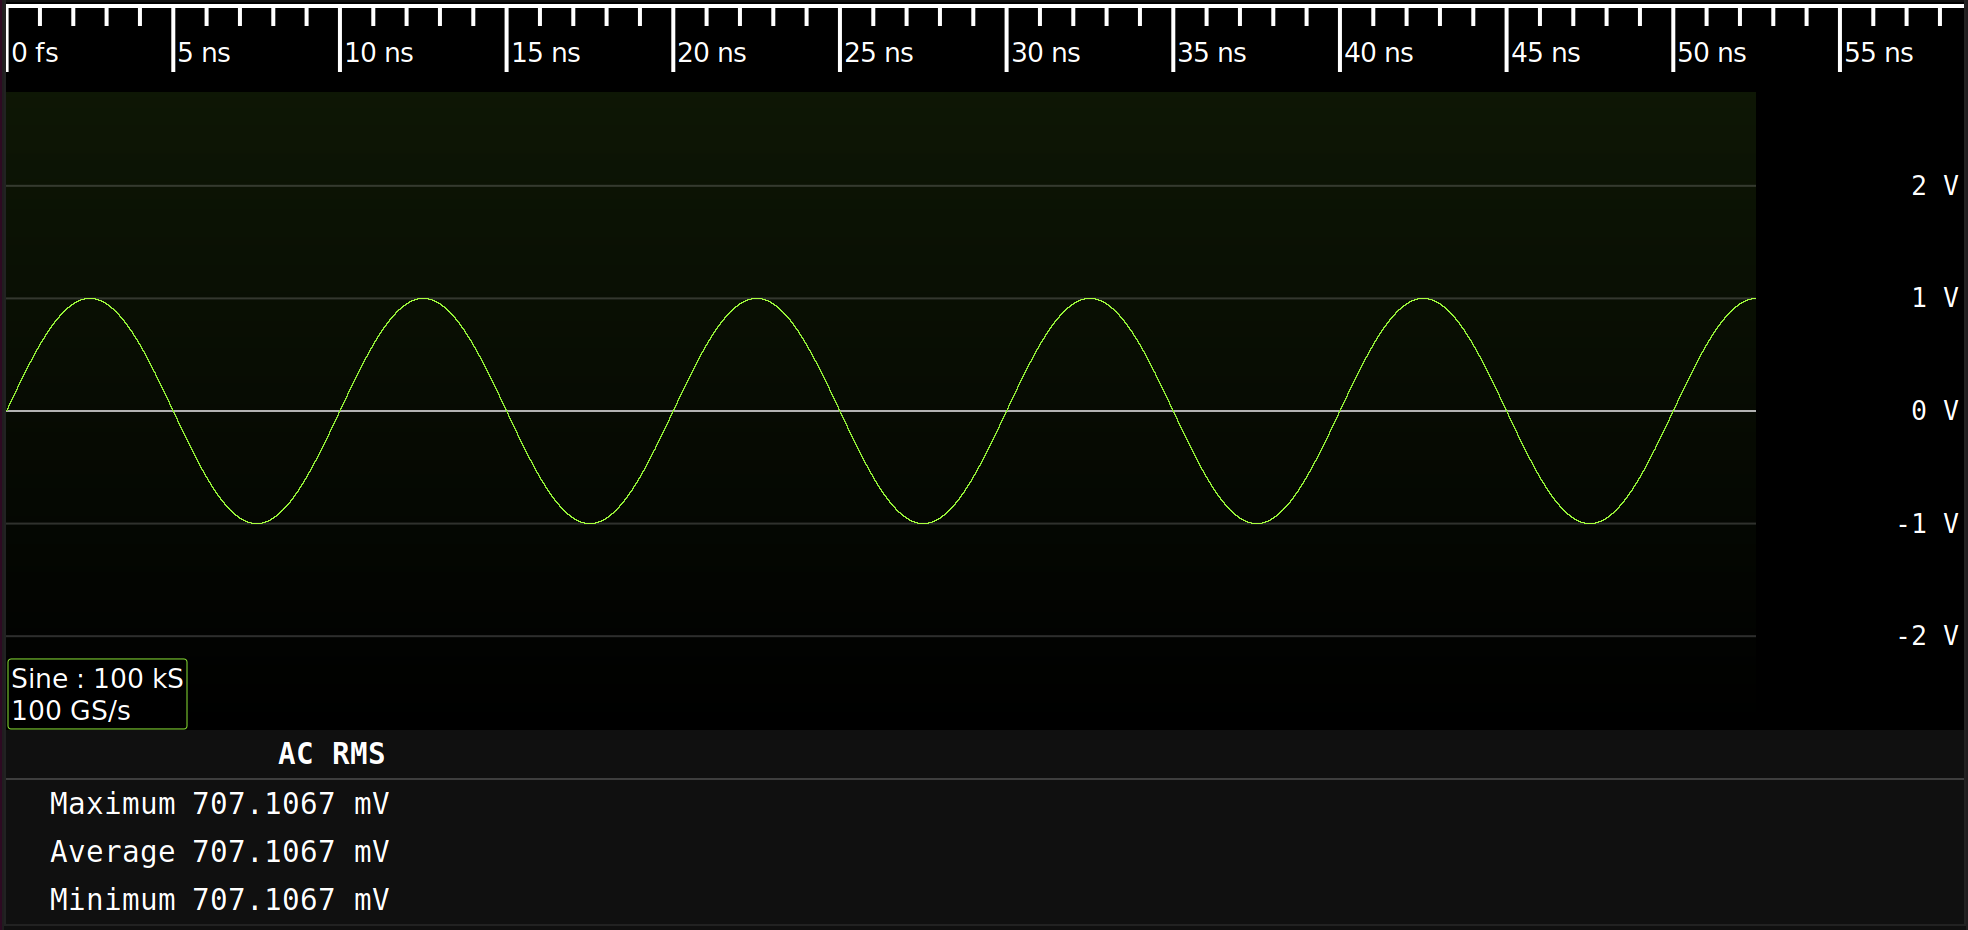 0 fs 5 ns 10 ns 15 ns 20 ns 25 ns 30 ns 35 ns 40 ns 45 ns 50 ns 55 ns
2 V
1 V
0 V
-1 V
-2 V
Sine : 100 kS
100 GS/s
AC RMS
Maximum 707.1067 mV
Average 707.1067 mV
Minimum 707.1067 mV